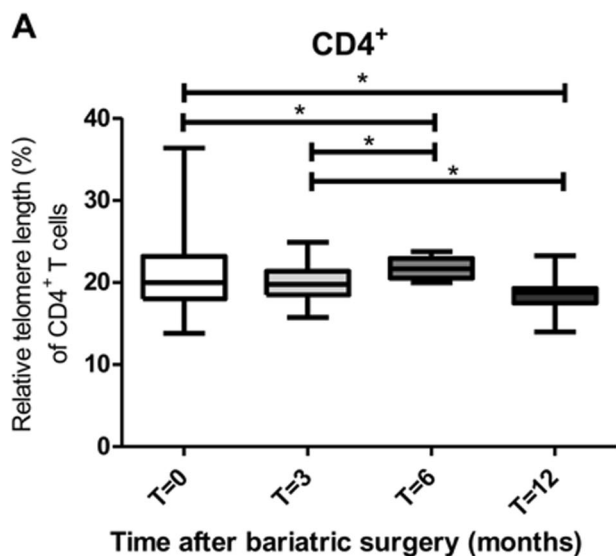 A
CD4⁺
*
*
*
*
Relative telomere length (%)
of CD4⁺ T cells
40
30
20
10
0
T=0
T=3
T=6
T=12
Time after bariatric surgery (months)